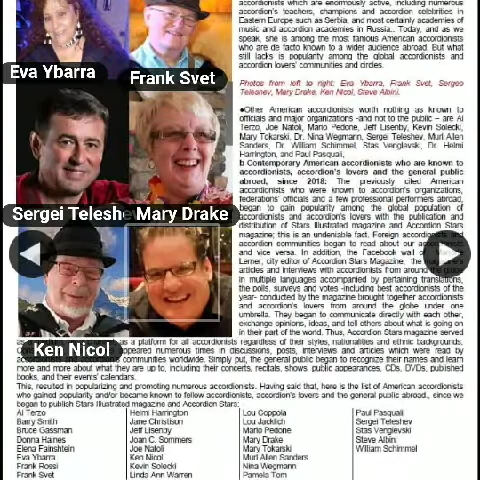 accordionists which are enormously active, including numerous
accordion's teachers, champions and accordion celebrities in
Eastern Europe such as Serbia, and most certainly academies of
music and accordion academies in Russia.. Today, and as we
speak, she is among the most famous American accordionists
who are de facto known to a wider audience abroad. But what
still lacks is popularity among the global accordionists and
accordion lovers' communities and circles.
Eva Ybarra
Frank Svet
Photos from left to right: Eva Ybarra, Frank Svet, Sergeo
Teleshev, Mary Drake, Ken Nicol, Steve Albini.
●Other American accordionists worth nothing as known to
officials and major organizations -and not to the public – are Al
Terzo, Joe Natoli, Mario Pedone, Jeff Lisenby, Kevin Solecki,
Mary Tokarski, Dr. Nina Wegmann, Sergei Teleshev, Murl Allen
Sanders, Dr. William Schimmel, Stas Venglevski, Dr. Helmi
Harrington, and Paul Pasquali,
b Contemporary American accordionists who are known to
accordionists, accordion's lovers and the general public
abroad, since 2018: The previously cited American
accordionists who were known to accordion's organizations,
federations' officials and a few professional performers abroad,
began to gain popularity among the global population of
Sergei Teleshe
Mary Drake
accordionists and accordion's lovers with the publication and
distribution of Stars Illustrated magazine and Accordion Stars
magazine; this is an undeniable fact. Foreign accordionists and
accordion communities began to read about our
and vice versa. In addition, the Facebook wall of
Lerner, city editor of Accordion Stars Magazine, the magazine's
articles and interviews with accordionists from around the globe
in multiple languages accompanied by pertaining translations,
the polls, surveys and votes -including best accordionists of the
year- conducted by the magazine brought together accordionists
and accordion's lovers from around the globe under one
umbrella. They began to communicate directly with each other,
exchange opinions, ideas, and tell others about what is going on
in their part of the world. Thus, Accordion Stars magazine served
as a platform for all accordionists regardless of their styles, nationalities and ethnic backgrounds,
Ken Nicol
appeared numerous times in discussions, posts, interviews and articles which were read by
communities worldwide. Simply put, the general public began to recognize their names and learn
more and more about what they are up to, including their concerts, recitals, shows, public appearances, CDs, DVDs, published
books, and their events' calendars.
This, resulted in popularizing and promoting numerous accordionists. Having said that, here is the list of American accordionists
who gained popularity and/or became known to fellow accordionists, accordion's lovers and the general public abroad., since we
began to publish Stars Illustrated magazine and Accordion Stars:
Al Terzo
Barry Smith
Bruce Gassman
Donna Haines
Elena Fainshtein
Eva Ybarra
Frank Rossi
Frank Svet
Helmi Harrington
Jane Christison
Jeff Lisenby
Joan C. Sommers
Joe Natoli
Ken Nicol
Kevin Solecki
Linda Ann Warren
Lou Coppola
Lou Jacklich
Mario Pedone
Mary Drake
Mary Tokarski
Murl Allen Sanders
Nina Wegmann
Pamela Tom
Paul Pasquali
Sergei Teleshev
Stas Venglevski
Steve Albini
William Schimmel